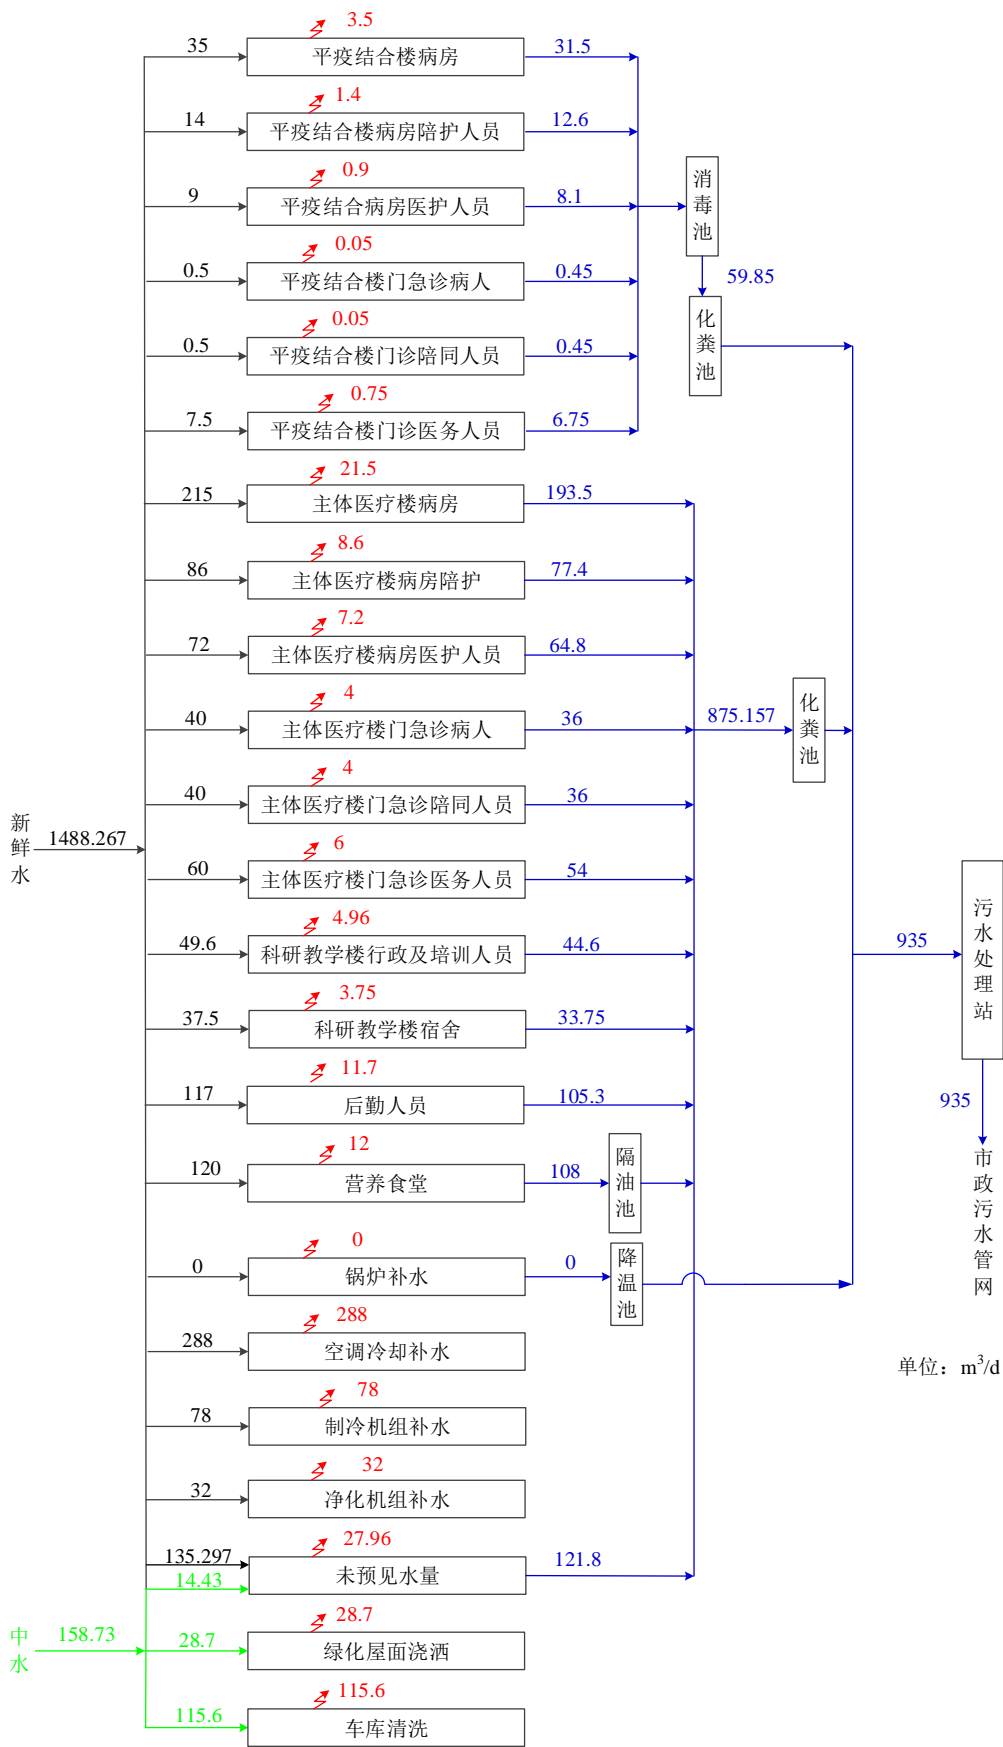 3.5
35
平疫结合楼病房
31.5
1.4
14
平疫结合楼病房陪护人员
12.6
0.9
9
平疫结合病房医护人员
8.1
消毒池
0.05
0.5
平疫结合楼门急诊病人
0.45
59.85
0.05
0.5
平疫结合楼门诊陪同人员
0.45
化粪池
0.75
7.5
平疫结合楼门诊医务人员
6.75
21.5
215
主体医疗楼病房
193.5
8.6
86
主体医疗楼病房陪护
77.4
7.2
72
主体医疗楼病房医护人员
64.8
4
40
主体医疗楼门急诊病人
36
875.157
化粪池
4
40
主体医疗楼门急诊陪同人员
36
新鲜水
1488.267
6
60
主体医疗楼门急诊医务人员
54
4.96
49.6
科研教学楼行政及培训人员
44.6
935
污水处理站
3.75
37.5
科研教学楼宿舍
33.75
11.7
117
后勤人员
105.3
935
市政污水管网
12
120
营养食堂
108
隔油池
0
0
锅炉补水
0
降温池
288
288
空调冷却补水
单位：m³/d
78
78
制冷机组补水
32
32
净化机组补水
27.96
135.297
14.43
未预见水量
121.8
中水
158.73
28.7
28.7
绿化屋面浇洒
115.6
115.6
车库清洗